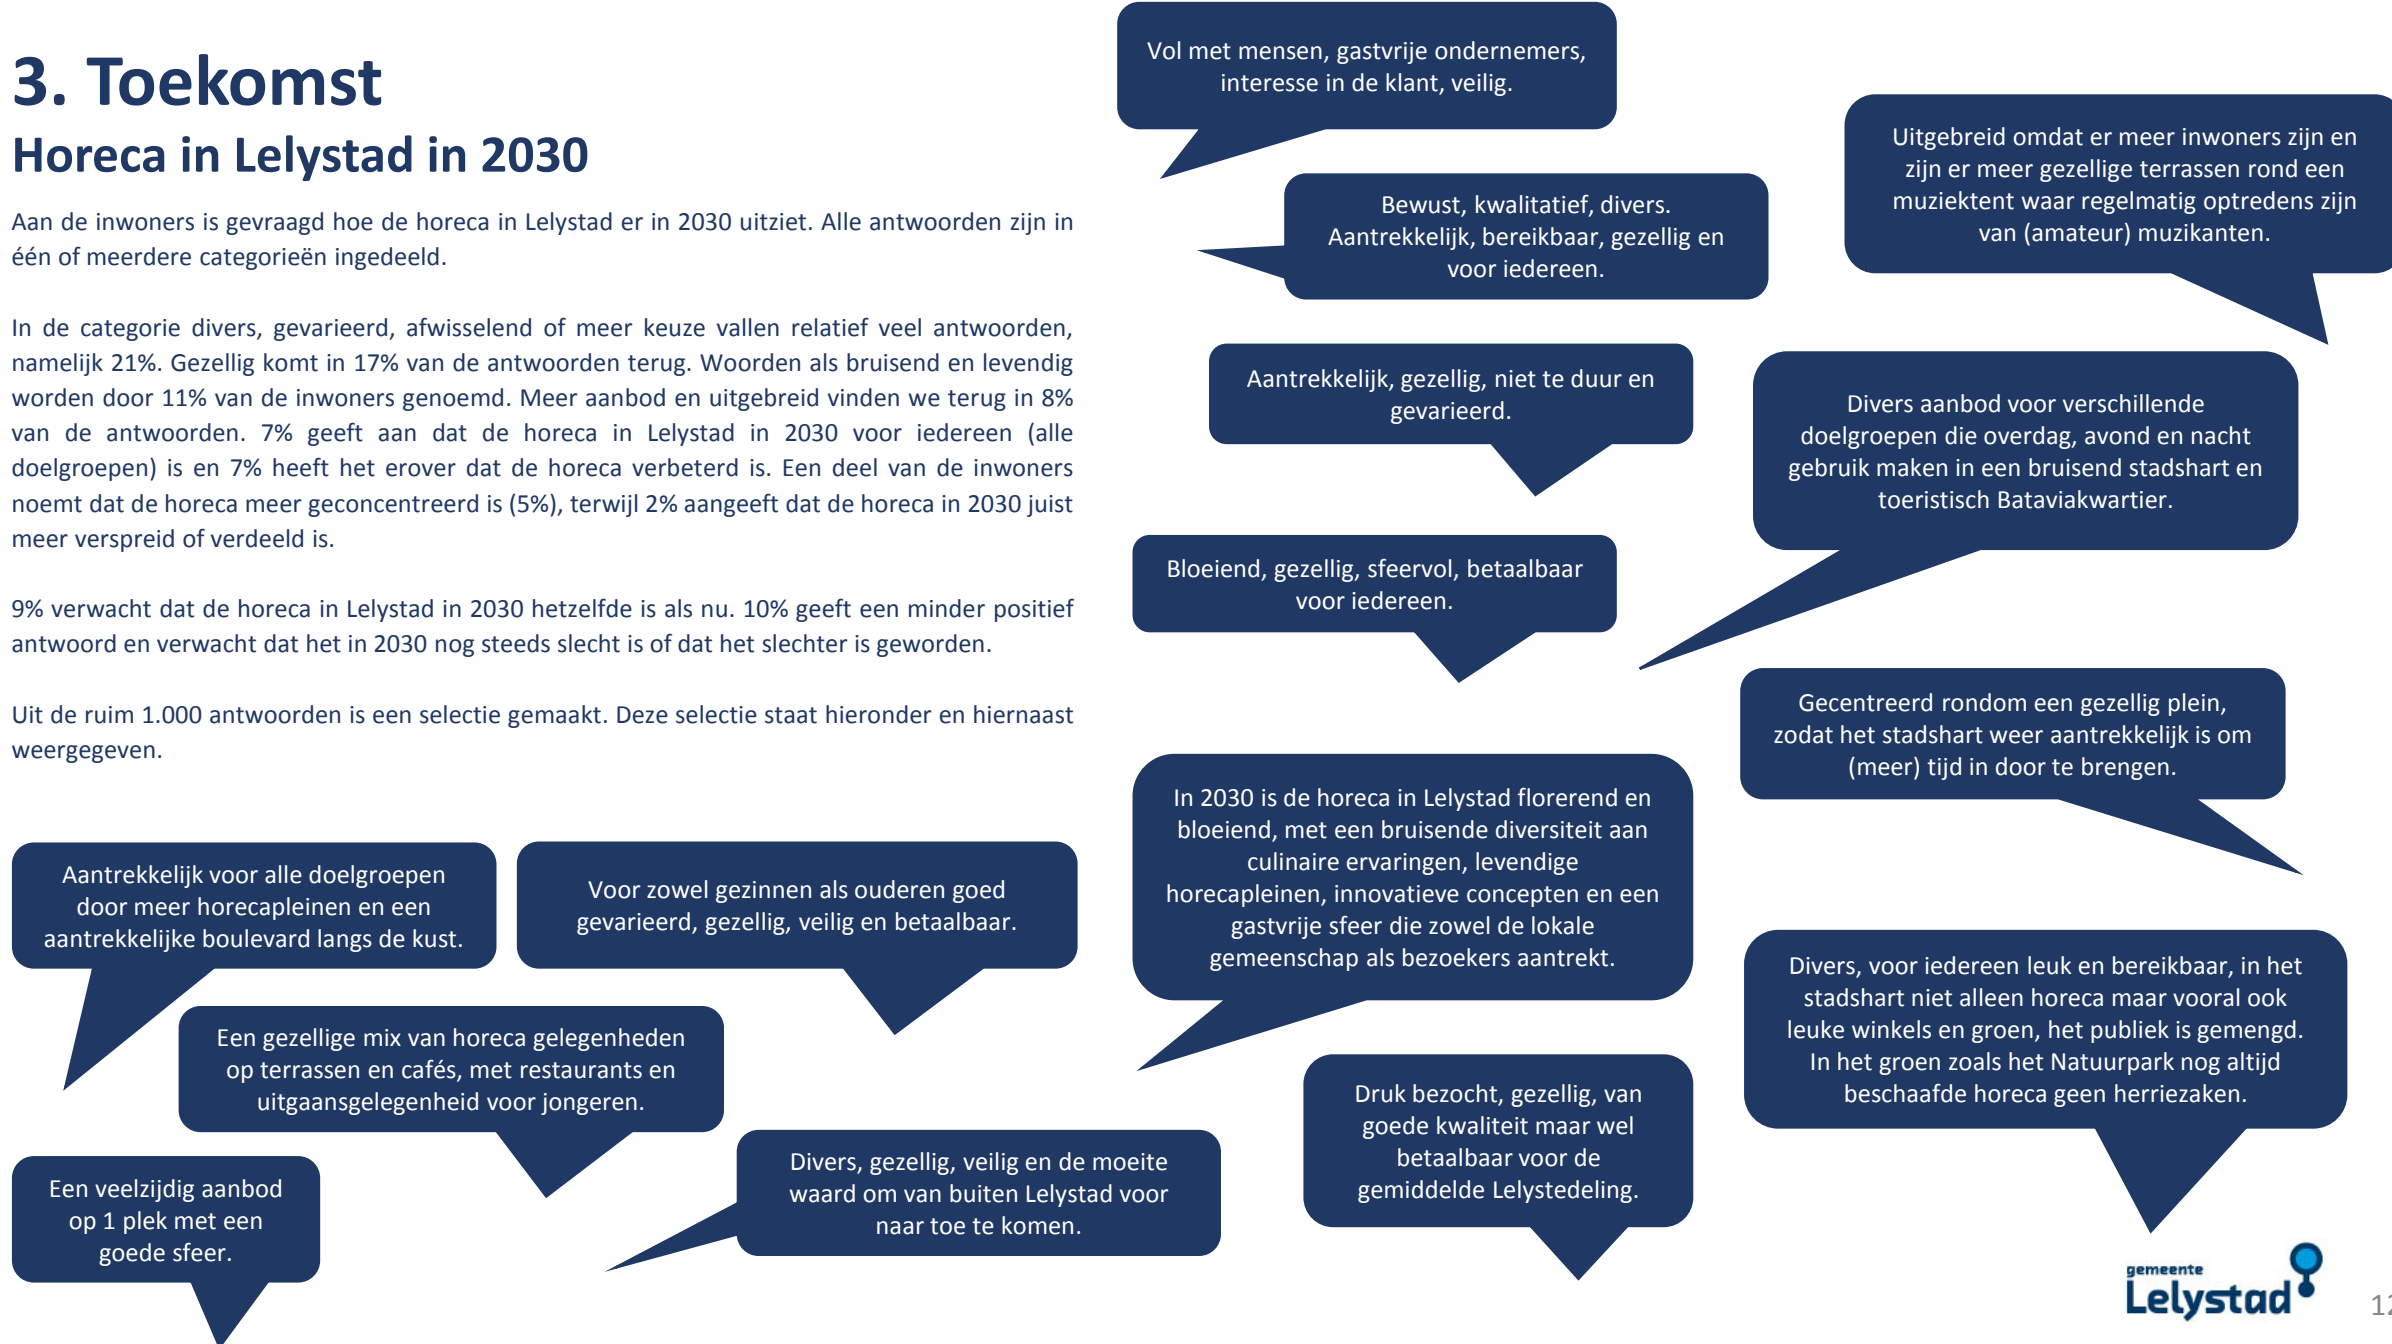 3. Toekomst
Horeca in Lelystad in 2030
Aan de inwoners is gevraagd hoe de horeca in Lelystad er in 2030 uitziet. Alle antwoorden zijn in
één of meerdere categorieën ingedeeld.
In de categorie divers, gevarieerd, afwisselend of meer keuze vallen relatief veel antwoorden,
namelijk 21%. Gezellig komt in 17% van de antwoorden terug. Woorden als bruisend en levendig
worden door 11% van de inwoners genoemd. Meer aanbod en uitgebreid vinden we terug in 8%
van de antwoorden. 7% geeft aan dat de horeca in Lelystad in 2030 voor iedereen (alle
doelgroepen) is en 7% heeft het erover dat de horeca verbeterd is. Een deel van de inwoners
noemt dat de horeca meer geconcentreerd is (5%), terwijl 2% aangeeft dat de horeca in 2030 juist
meer verspreid of verdeeld is.
9% verwacht dat de horeca in Lelystad in 2030 hetzelfde is als nu. 10% geeft een minder positief
antwoord en verwacht dat het in 2030 nog steeds slecht is of dat het slechter is geworden.
Uit de ruim 1.000 antwoorden is een selectie gemaakt. Deze selectie staat hieronder en hiernaast
weergegeven.
Vol met mensen, gastvrije ondernemers,
interesse in de klant, veilig.
Uitgebreid omdat er meer inwoners zijn en
zijn er meer gezellige terrassen rond een
muziektent waar regelmatig optredens zijn
van (amateur) muzikanten.
Bewust, kwalitatief, divers.
Aantrekkelijk, bereikbaar, gezellig en
voor iedereen.
Aantrekkelijk, gezellig, niet te duur en
gevarieerd.
Divers aanbod voor verschillende
doelgroepen die overdag, avond en nacht
gebruik maken in een bruisend stadshart en
toeristisch Bataviakwartier.
Bloeiend, gezellig, sfeervol, betaalbaar
voor iedereen.
Gecentreerd rondom een gezellig plein,
zodat het stadshart weer aantrekkelijk is om
(meer) tijd in door te brengen.
In 2030 is de horeca in Lelystad florerend en
bloeiend, met een bruisende diversiteit aan
culinaire ervaringen, levendige
horecapleinen, innovatieve concepten en een
gastvrije sfeer die zowel de lokale
gemeenschap als bezoekers aantrekt.
Aantrekkelijk voor alle doelgroepen
door meer horecapleinen en een
aantrekkelijke boulevard langs de kust.
Voor zowel gezinnen als ouderen goed
gevarieerd, gezellig, veilig en betaalbaar.
Divers, voor iedereen leuk en bereikbaar, in het
stadshart niet alleen horeca maar vooral ook
leuke winkels en groen, het publiek is gemengd.
In het groen zoals het Natuurpark nog altijd
beschaafde horeca geen herriezaken.
Een gezellige mix van horeca gelegenheden
op terrassen en cafés, met restaurants en
uitgaansgelegenheid voor jongeren.
Druk bezocht, gezellig, van
goede kwaliteit maar wel
betaalbaar voor de
gemiddelde Lelystedeling.
Divers, gezellig, veilig en de moeite
waard om van buiten Lelystad voor
naar toe te komen.
Een veelzijdig aanbod
op 1 plek met een
goede sfeer.
gemeente
Lelystad
12